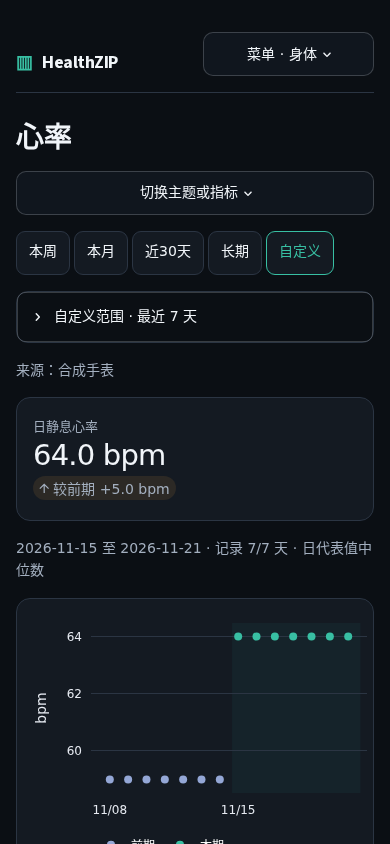 HealthZIP
菜单 · 身体
心率
切换主题或指标
本周
本月
近30天
长期
自定义
自定义范围 · 最近 7 天
来源：合成手表
日静息心率
64.0 bpm
↑ 较前期 +5.0 bpm
2026-11-15 至 2026-11-21 · 记录 7/7 天 · 日代表值中
位数
64
62
60
bpm
11/08
11/15
前期
本期